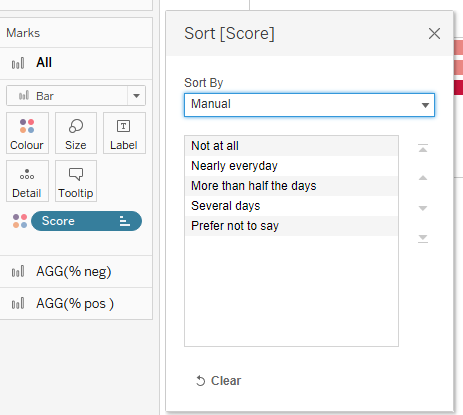 Marks
All
Bar
Colour
Size
Label
Detail
Tooltip
Score
AGG(% neg)
AGG(% pos )
Sort [Score]
Sort By
Manual
Not at all
Nearly everyday
More than half the days
Several days
Prefer not to say
Clear